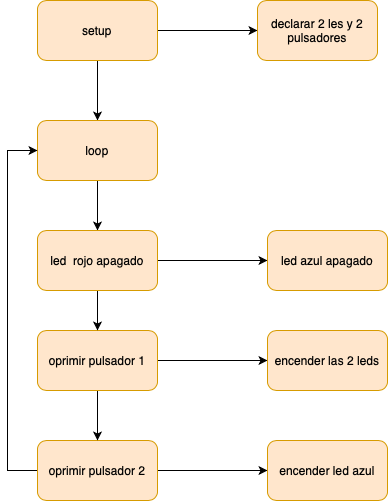 setup
declarar 2 les y 2
pulsadores
loop
led rojo apagado
led azul apagado
oprimir pulsador 1
encender las 2 leds
oprimir pulsador 2
encender led azul